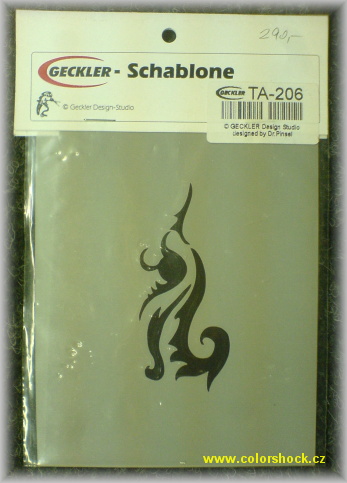 290,-
GECKLER - Schablone
© Geckler Design-Studio
GECKLER TA-206
© GECKLER Design Studio
Designed by Dr.Pinsel
www.colorshock.cz